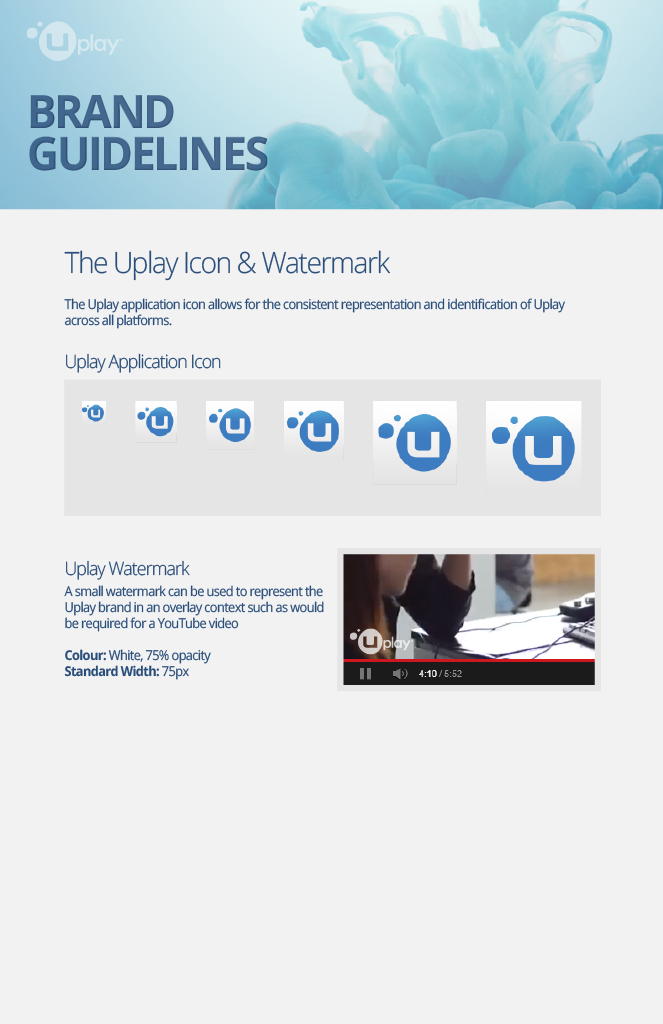 Uplay™
BRAND
GUIDELINES
The Uplay Icon & Watermark
The Uplay application icon allows for the consistent representation and identification of Uplay
across all platforms.
Uplay Application Icon
U U U U U U
Uplay Watermark
A small watermark can be used to represent the
Uplay brand in an overlay context such as would
be required for a YouTube video
Colour: White, 75% opacity
Standard Width: 75px
Uplay
4:10 / 5:52